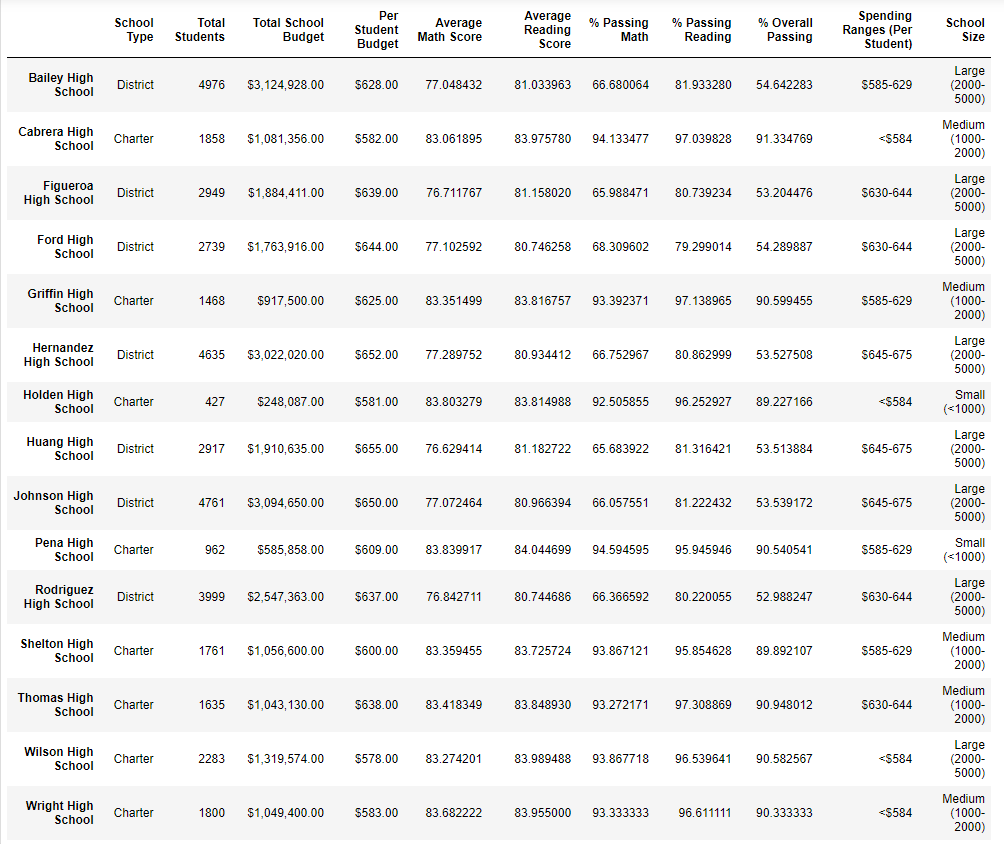 School Type Total Students Total School Budget Per Student Budget Average Math Score Average Reading Score % Passing Math % Passing Reading % Overall Passing Spending Ranges (Per Student) School Size
Bailey High School District 4976 $3,124,928.00 $628.00 77.048432 81.033963 66.680064 81.933280 54.642283 $585-629 Large (2000-5000)
Cabrera High School Charter 1858 $1,081,356.00 $582.00 83.061895 83.975780 94.133477 97.039828 91.334769 <$584 Medium (1000-2000)
Figueroa High School District 2949 $1,884,411.00 $639.00 76.711767 81.158020 65.988471 80.739234 53.204476 $630-644 Large (2000-5000)
Ford High School District 2739 $1,763,916.00 $644.00 77.102592 80.746258 68.309602 79.299014 54.289887 $630-644 Large (2000-5000)
Griffin High School Charter 1468 $917,500.00 $625.00 83.351499 83.816757 93.392371 97.138965 90.599455 $585-629 Medium (1000-2000)
Hernandez High School District 4635 $3,022,020.00 $652.00 77.289752 80.934412 66.752967 80.862999 53.527508 $645-675 Large (2000-5000)
Holden High School Charter 427 $248,087.00 $581.00 83.803279 83.814988 92.505855 96.252927 89.227166 <$584 Small (<1000)
Huang High School District 2917 $1,910,635.00 $655.00 76.629414 81.182722 65.683922 81.316421 53.513884 $645-675 Large (2000-5000)
Johnson High School District 4761 $3,094,650.00 $650.00 77.072464 80.966394 66.057551 81.222432 53.539172 $645-675 Large (2000-5000)
Pena High School Charter 962 $585,858.00 $609.00 83.839917 84.044699 94.594595 95.945946 90.540541 $585-629 Small (<1000)
Rodriguez High School District 3999 $2,547,363.00 $637.00 76.842711 80.744686 66.366592 80.220055 52.988247 $630-644 Large (2000-5000)
Shelton High School Charter 1761 $1,056,600.00 $600.00 83.359455 83.725724 93.867121 95.854628 89.892107 $585-629 Medium (1000-2000)
Thomas High School Charter 1635 $1,043,130.00 $638.00 83.418349 83.848930 93.272171 97.308869 90.948012 $630-644 Medium (1000-2000)
Wilson High School Charter 2283 $1,319,574.00 $578.00 83.274201 83.989488 93.867718 96.539641 90.582567 <$584 Large (2000-5000)
Wright High School Charter 1800 $1,049,400.00 $583.00 83.682222 83.955000 93.333333 96.611111 90.333333 <$584 Medium (1000-2000)